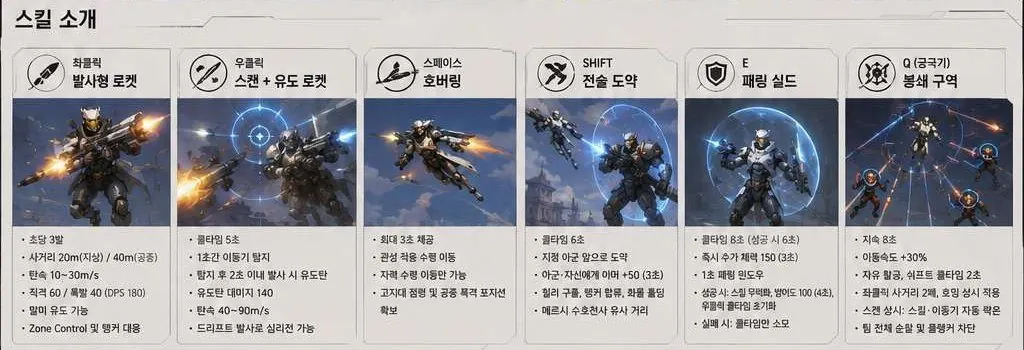 스킬 소개
좌클릭
발사형 로켓
· 초당 3발
· 사거리 20m(지상) / 40m(공중)
· 탄속 10~30m/s
· 직격 60 / 폭발 40 (DPS 180)
· 말미 유도 가능
· Zone Control 및 탱커 대응
우클릭
스캔 + 유도 로켓
· 쿨타임 5초
· 1초간 이동기 탐지
· 탐지 후 2초 이내 발사 시 유도탄
· 유도탄 대미지 140
· 탄속 40~90m/s
· 드리프트 발사로 심리전 가능
스페이스
호버링
· 최대 3초 체공
· 관성 적용 수평 이동
· 자력 수평 이동만 가능
· 고지대 점령 및 공중 폭격 포지션
확보
SHIFT
전술 도약
· 쿨타임 6초
· 지정 아군 앞으로 도약
· 아군·자신에게 아머 +50 (3초)
· 힐러 구출, 탱커 합류, 화물 홀딩
· 메르시 수호천사 유사 거리
E
패링 실드
· 쿨타임 8초 (성공 시 6초)
· 즉시 추가 체력 150 (3초)
· 1초 패링 윈도우
· 성공 시: 스킬 무력화, 방어도 100 (4초),
우클릭 쿨타임 초기화
· 실패 시: 쿨타임만 소모
Q (궁국기)
봉쇄 구역
· 지속 8초
· 이동속도 +30%
· 자유 활공, 쉬프트 쿨타임 2초
· 좌클릭 사거리 2배, 호밍 상시 적용
· 스캔 상시: 스킬·이동기 자동 락온
· 팀 전체 순찰 및 플랭커 차단